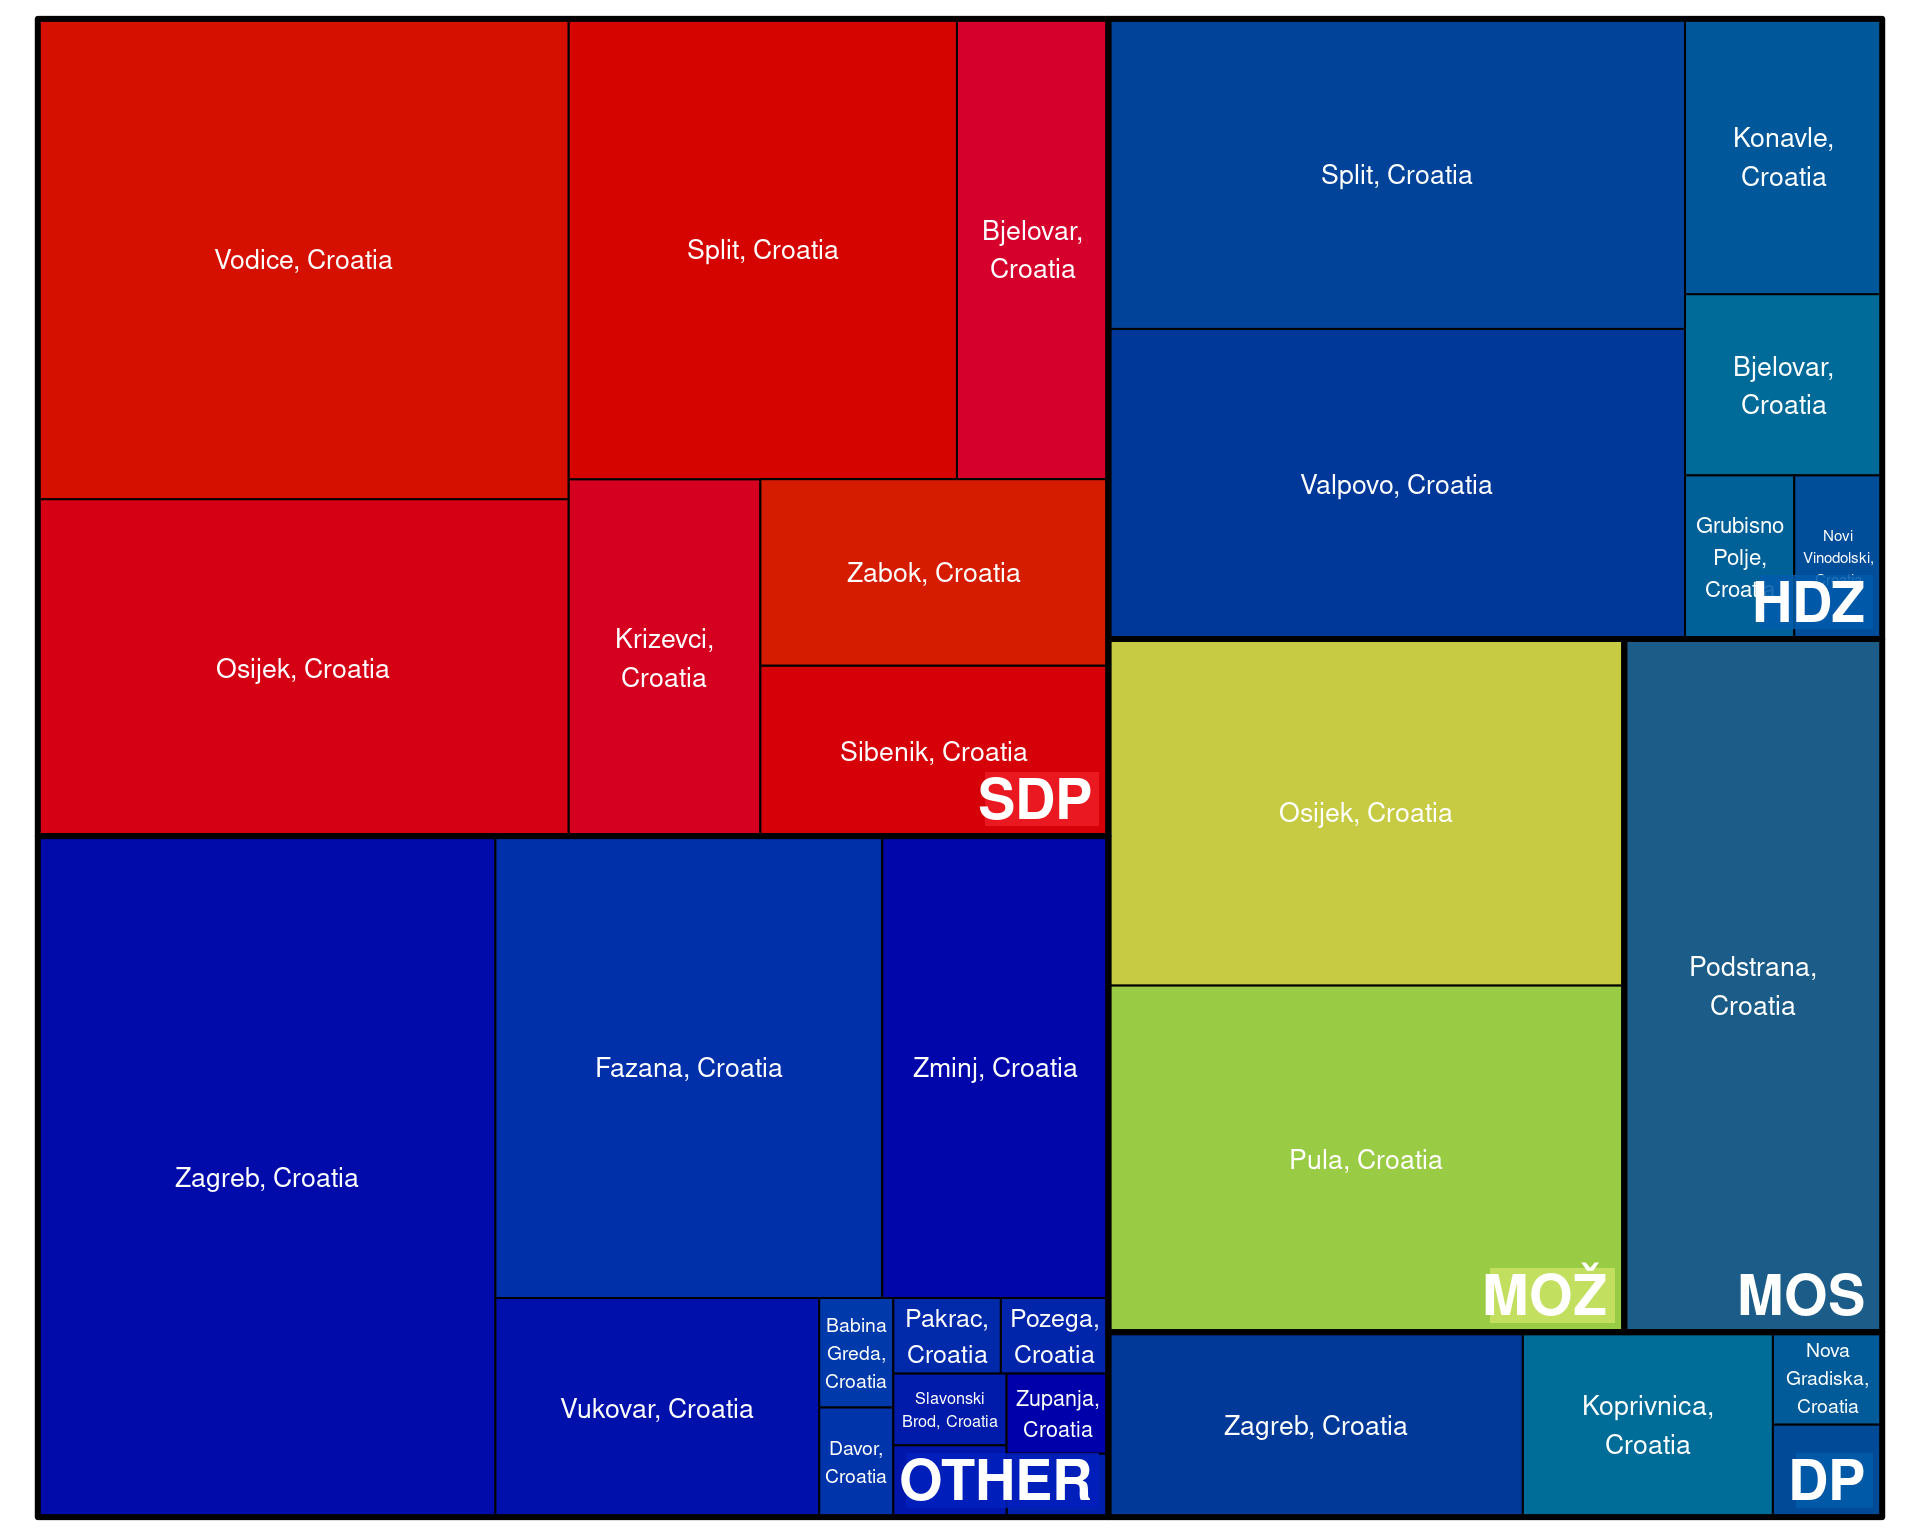 Vodice, Croatia
Split, Croatia
Bjelovar,
Croatia
Osijek, Croatia
Krizevci,
Croatia
Zabok, Croatia
Sibenik, Croatia
SDP
Split, Croatia
Konavle,
Croatia
Valpovo, Croatia
Bjelovar,
Croatia
Grubisno
Polje,
Croatia
Novi
Vinodolski,
Croatia
HDZ
Zagreb, Croatia
Fazana, Croatia
Zminj, Croatia
Vukovar, Croatia
Babina
Greda,
Croatia
Davor,
Croatia
Pakrac,
Croatia
Pozega,
Croatia
Slavonski
Brod, Croatia
Zupanja,
Croatia
OTHER
Osijek, Croatia
Pula, Croatia
MOŽ
Podstrana,
Croatia
MOS
Zagreb, Croatia
Koprivnica,
Croatia
Nova
Gradiska,
Croatia
DP